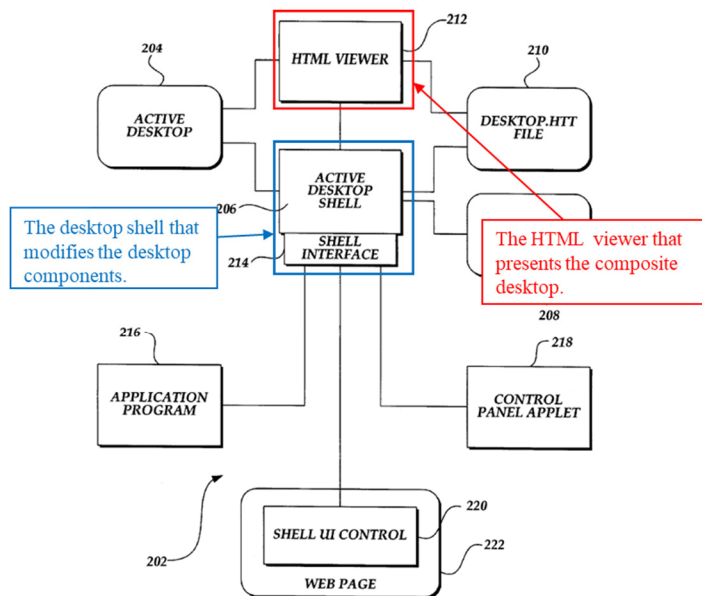 212
204
HTML VIEWER
210
ACTIVE
DESKTOP
DESKTOP.HTT
FILE
ACTIVE
DESKTOP
SHELL
206
The desktop shell that
modifies the desktop
components.
SHELL
INTERFACE
214
The HTML viewer that
presents the composite
desktop.
208
216
218
APPLICATION
PROGRAM
CONTROL
PANEL APPLET
220
SHELL UI CONTROL
222
202
WEB PAGE